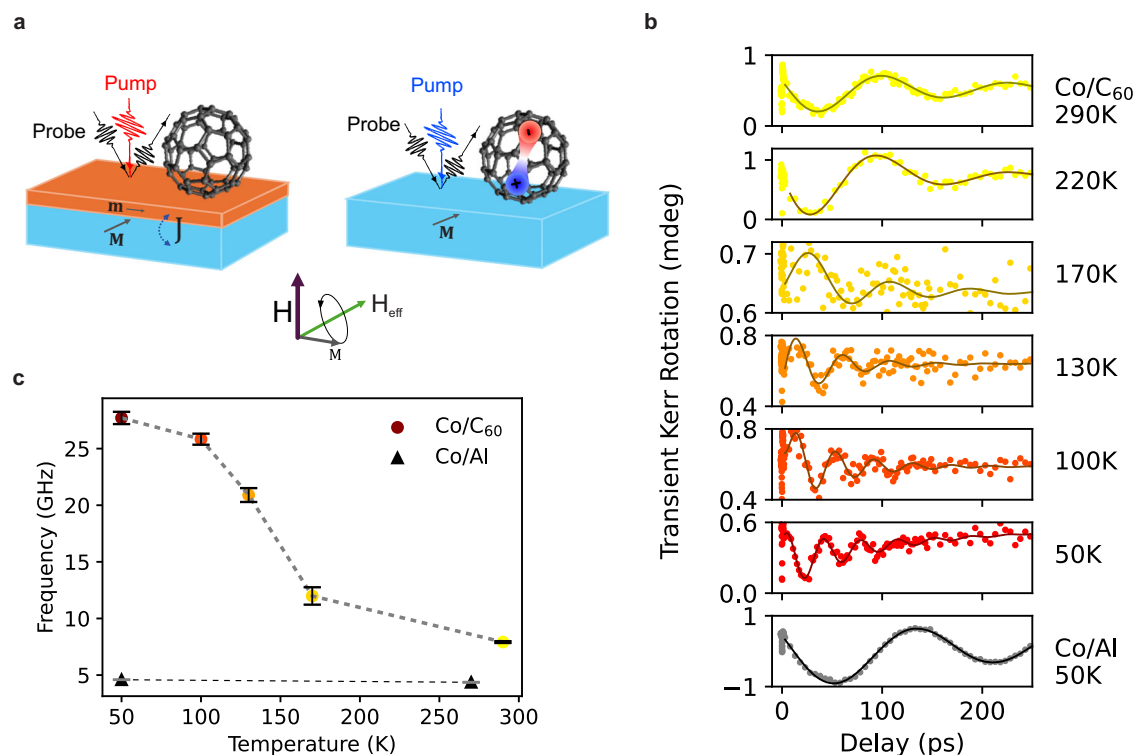 a
Pump
Probe
m
M
J
Pump
Probe
-
+
M
H
H_eff
M
b
Transient Kerr Rotation (mdeg)
1
0
Co/C₆₀
290K
1
0
220K
0.7
0.6
170K
0.8
0.4
130K
0.8
0.4
100K
0.6
0.0
50K
1
−1
Co/Al
50K
0 100 200
Delay (ps)
c
Frequency (GHz)
25
20
15
10
5
Co/C₆₀
Co/Al
50 100 150 200 250 300
Temperature (K)